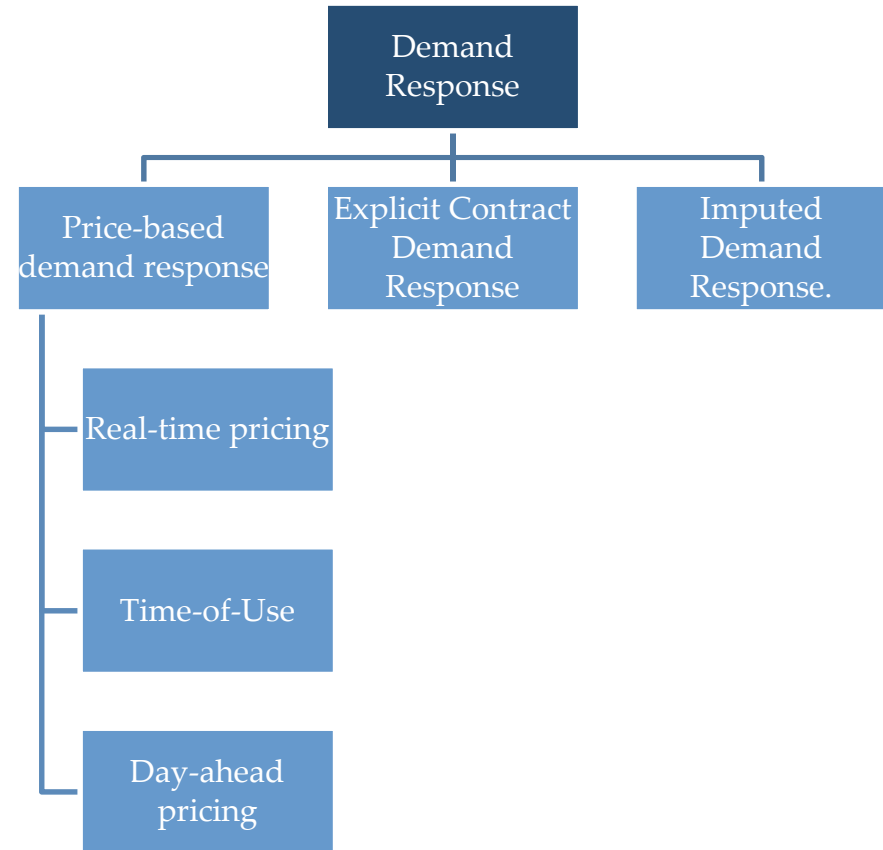 Demand
Response
Price-based
demand response
Explicit Contract
Demand
Response
Imputed
Demand
Response.
Real-time pricing
Time-of-Use
Day-ahead
pricing